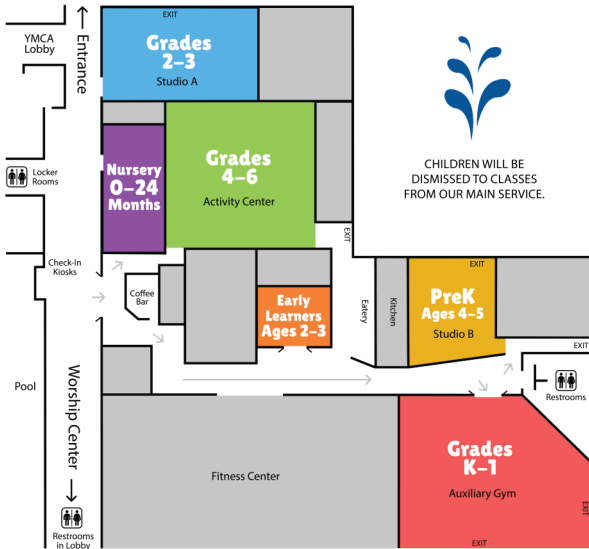 YMCA
Lobby
Entrance
EXIT
Grades
2–3
Studio A
CHILDREN WILL BE
DISMISSED TO CLASSES
FROM OUR MAIN SERVICE.
Locker
Rooms
Nursery
0–24
Months
Grades
4–6
Activity Center
EXIT
Check-In
Kiosks
Coffee
Bar
Early
Learners
Ages 2–3
Eatery
Kitchen
EXIT
PreK
Ages 4–5
Studio B
EXIT
Restrooms
Pool
Worship Center
Fitness Center
Grades
K–1
Auxiliary Gym
EXIT
EXIT
Restrooms
in Lobby